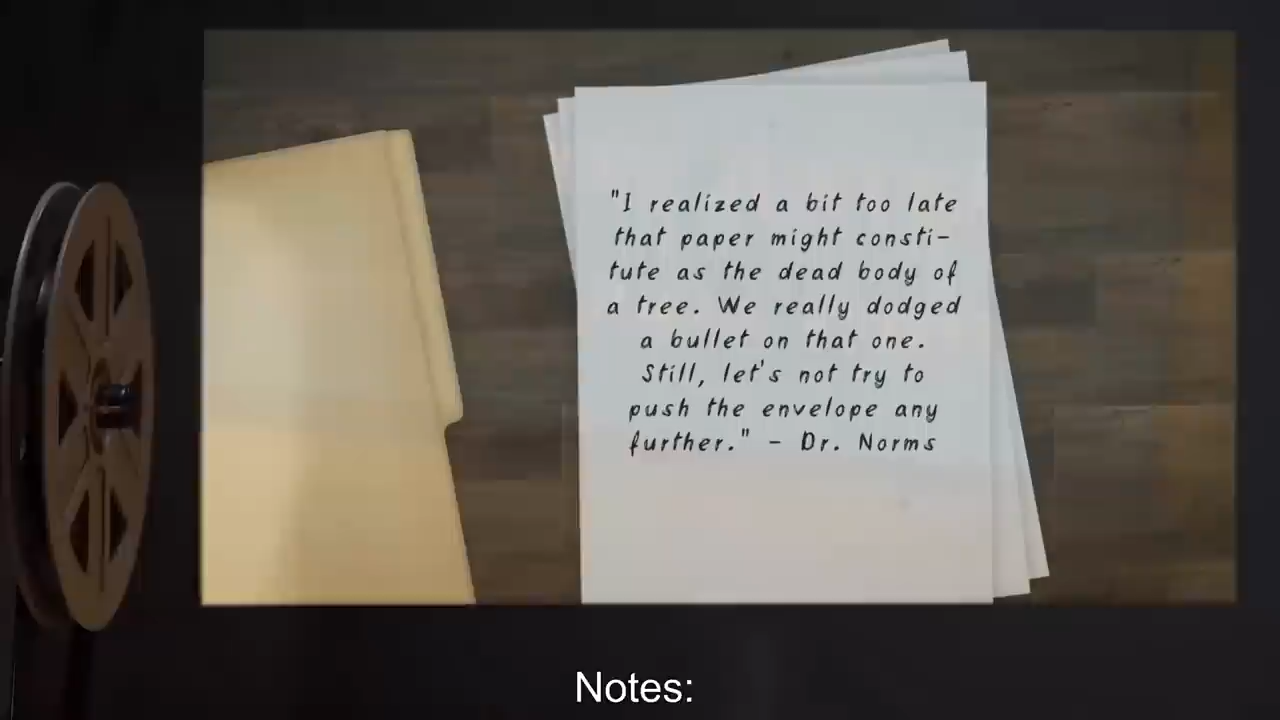 "I realized a bit too late
that paper might consti-
tute as the dead body of
a tree. We really dodged
a bullet on that one.
Still, let's not try to
push the envelope any
further." - Dr. Norms
Notes: